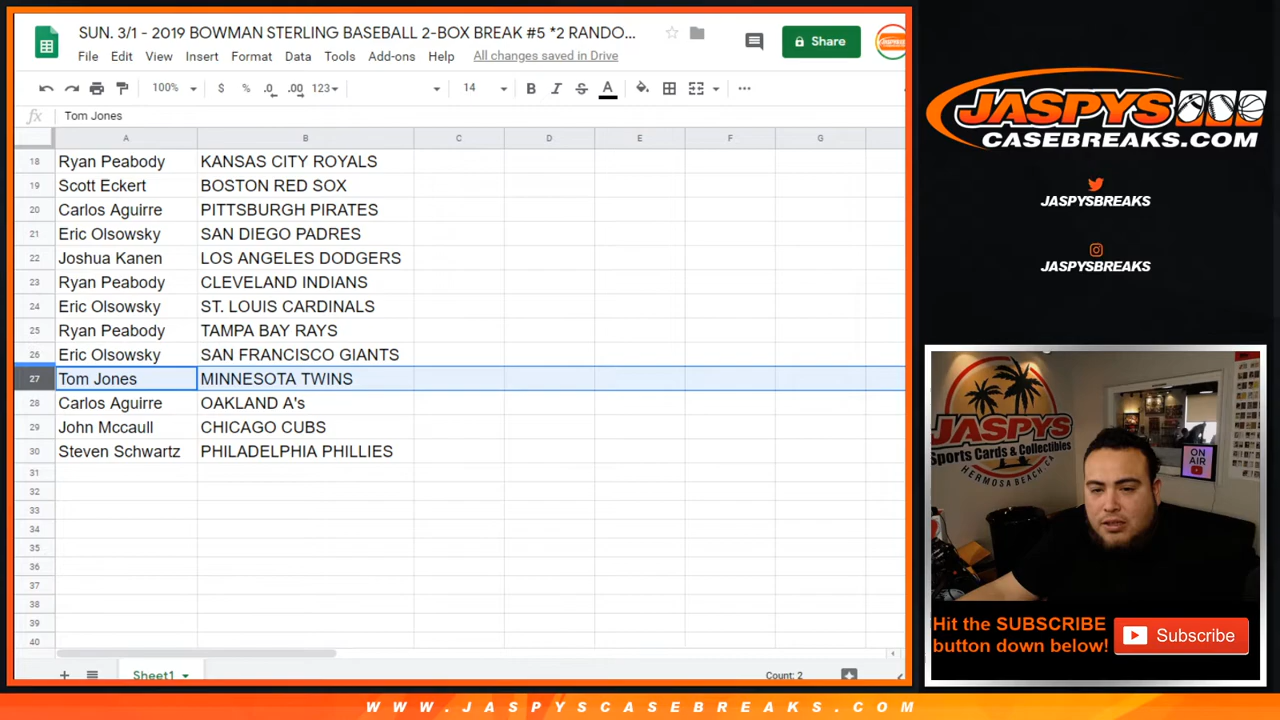 SUN. 3/1 - 2019 BOWMAN STERLING BASEBALL 2-BOX BREAK #5 *2 RANDO...
File Edit View Insert Format Data Tools Add-ons Help All changes saved in Drive
Share
100% $ % .0 .00 123 14 B I S A
fx Tom Jones
A B C D E F G
18 Ryan Peabody KANSAS CITY ROYALS
19 Scott Eckert BOSTON RED SOX
20 Carlos Aguirre PITTSBURGH PIRATES
21 Eric Olsowsky SAN DIEGO PADRES
22 Joshua Kanen LOS ANGELES DODGERS
23 Ryan Peabody CLEVELAND INDIANS
24 Eric Olsowsky ST. LOUIS CARDINALS
25 Ryan Peabody TAMPA BAY RAYS
26 Eric Olsowsky SAN FRANCISCO GIANTS
27 Tom Jones MINNESOTA TWINS
28 Carlos Aguirre OAKLAND A's
29 John Mccaull CHICAGO CUBS
30 Steven Schwartz PHILADELPHIA PHILLIES
31
32
33
34
35
36
37
38
39
40
Sheet1
Count: 2
JASPYS
CASEBREAKS.COM
JASPYSBREAKS
JASPYSBREAKS
JASPYS
Sports Cards & Collectibles
HERMOSA BEACH, CA
ON AIR
Hit the SUBSCRIBE
button down below!
Subscribe
WWW.JASPYSCASEBREAKS.COM